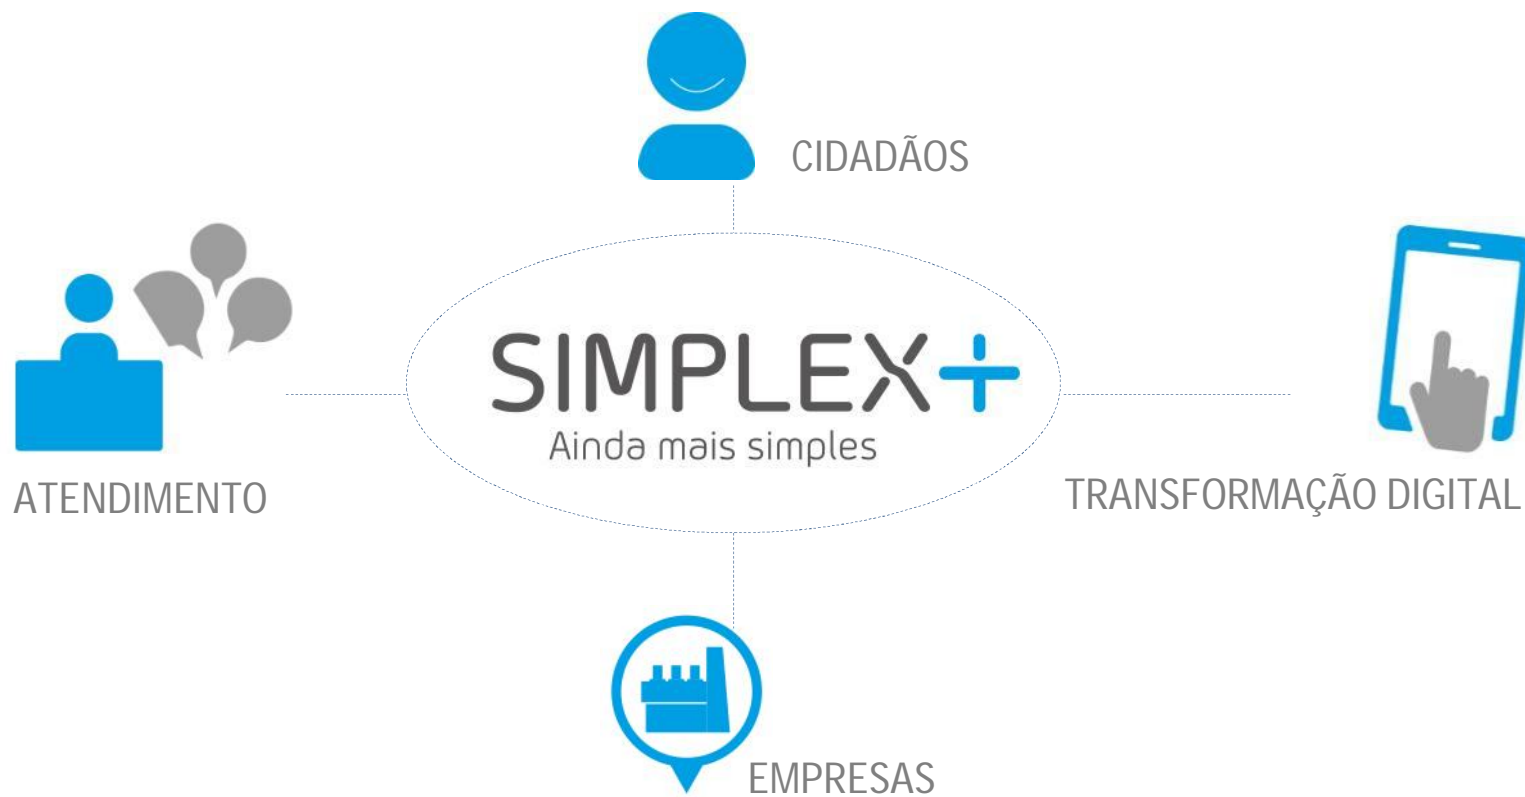 CIDADÃOS
SIMPLEX+
Ainda mais simples
ATENDIMENTO
TRANSFORMAÇÃO DIGITAL
EMPRESAS